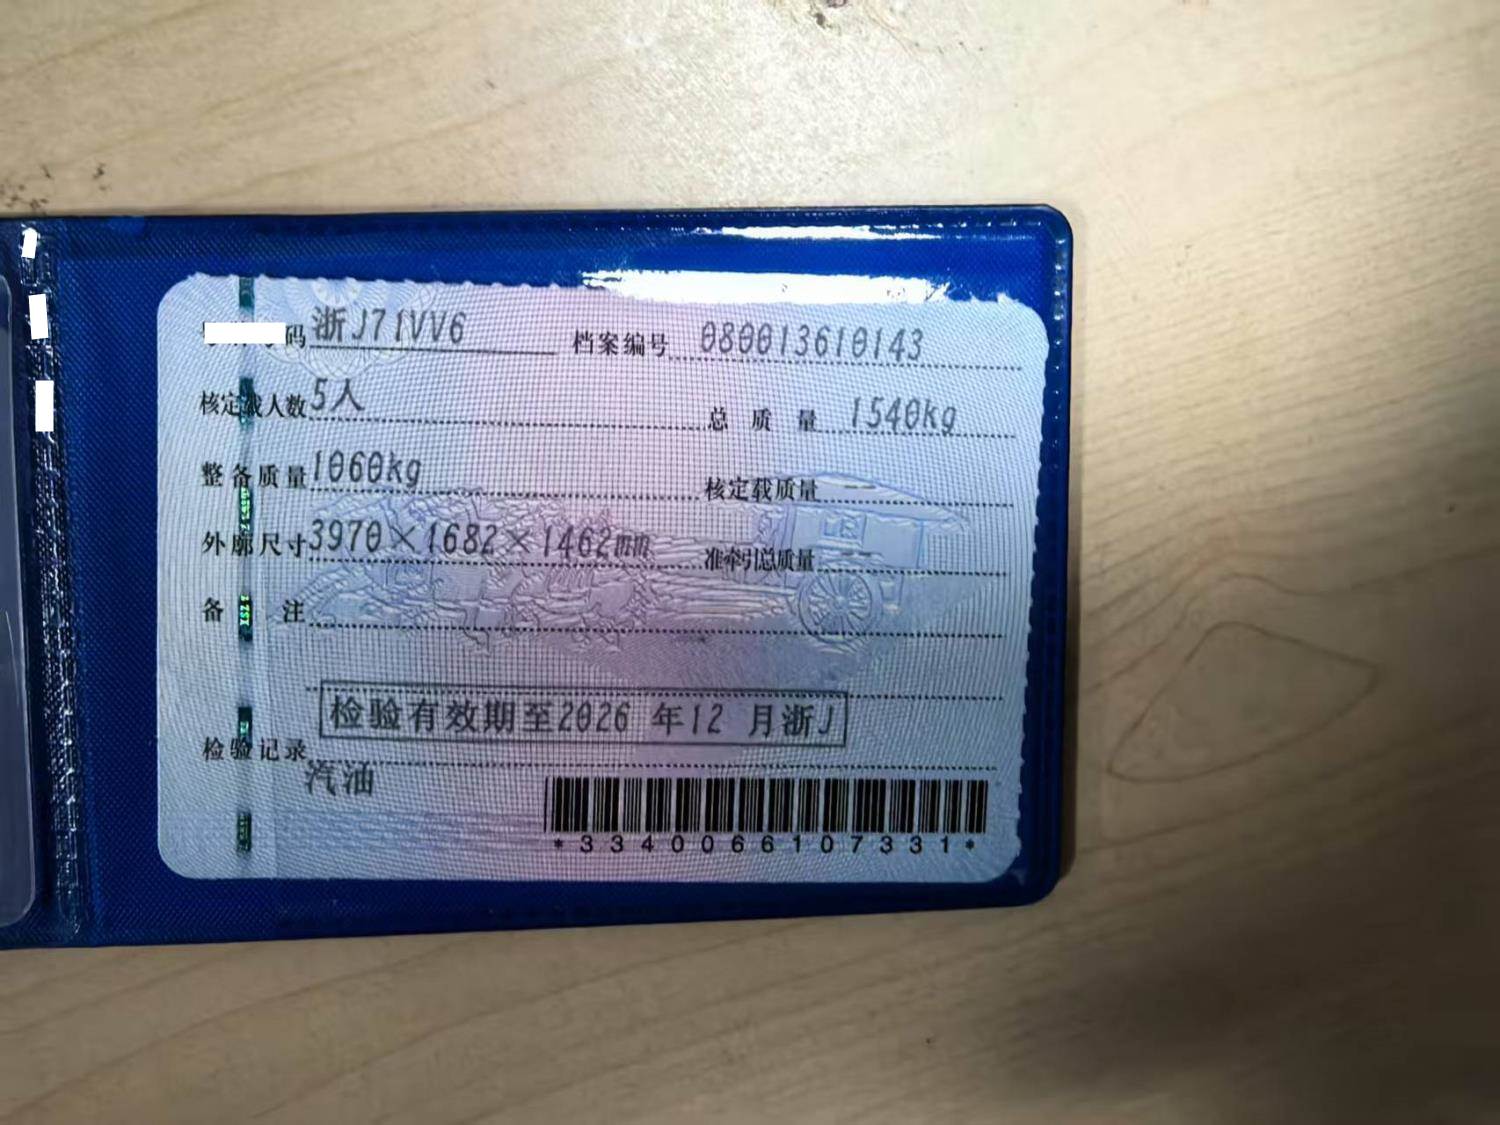 码 浙J71VV6 档案编号 080013610143
核定载人数 5人 总质量 1540kg
整备质量 1060kg 核定载质量 —
外廓尺寸 3970×1682×1462mm 准牵引总质量 —
备注
检验有效期至2026 年12 月浙J
检验记录
汽油
*3340066107331*